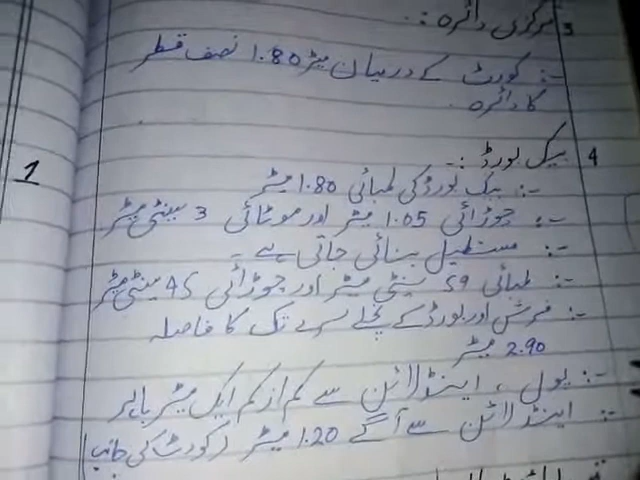 3 مرکزی دائرہ :-
-: کورٹ کے درمیان میٹر 1.80 نصف قطر
کا دائرہ
4 بیک بورڈ :-
-: بیک بورڈ کی لمبائی 1.80 میٹر
1
-: چوڑائی 1.05 میٹر اور موٹائی 3 سینٹی میٹر
-: مستطیل بنائی جاتی ہے -
-: لمبائی 59 سینٹی میٹر اور چوڑائی 45 سینٹی میٹر
-: فرش اور بورڈ کے نچلے سرے تک کا فاصلہ
2.90 میٹر
-: پول ، اینڈ لائن سے کم از کم ایک میٹر باہر
-: اینڈ لائن سے آگے 1.20 میٹر (کورٹ کی جانب)